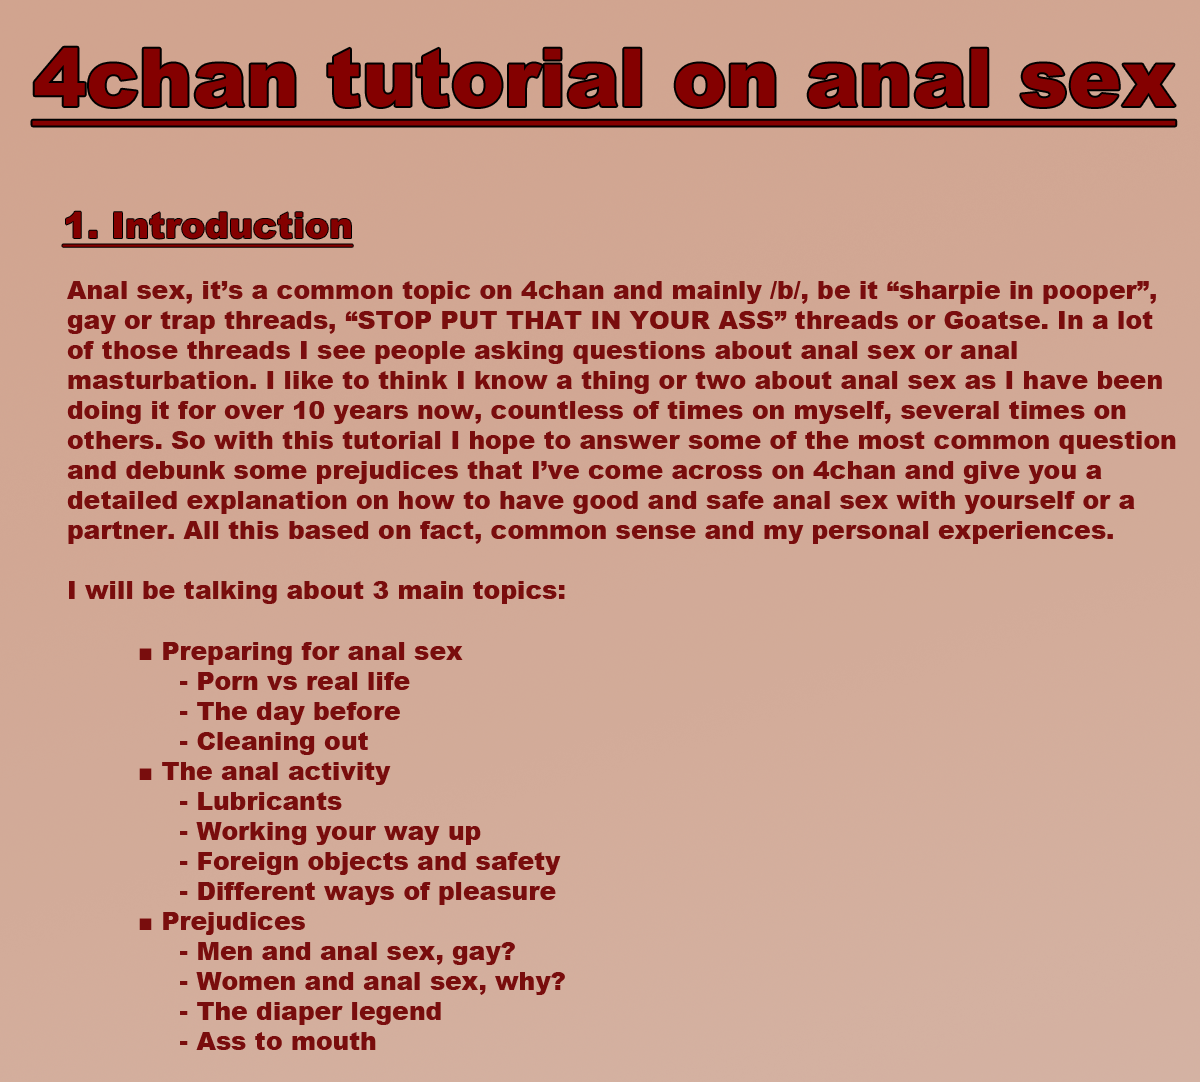 4chan tutorial on anal sex
1. Introduction
Anal sex, it’s a common topic on 4chan and mainly /b/, be it “sharpie in pooper”,
gay or trap threads, “STOP PUT THAT IN YOUR ASS” threads or Goatse. In a lot
of those threads I see people asking questions about anal sex or anal
masturbation. I like to think I know a thing or two about anal sex as I have been
doing it for over 10 years now, countless of times on myself, several times on
others. So with this tutorial I hope to answer some of the most common question
and debunk some prejudices that I’ve come across on 4chan and give you a
detailed explanation on how to have good and safe anal sex with yourself or a
partner. All this based on fact, common sense and my personal experiences.
I will be talking about 3 main topics:
■ Preparing for anal sex
- Porn vs real life
- The day before
- Cleaning out
■ The anal activity
- Lubricants
- Working your way up
- Foreign objects and safety
- Different ways of pleasure
■ Prejudices
- Men and anal sex, gay?
- Women and anal sex, why?
- The diaper legend
- Ass to mouth